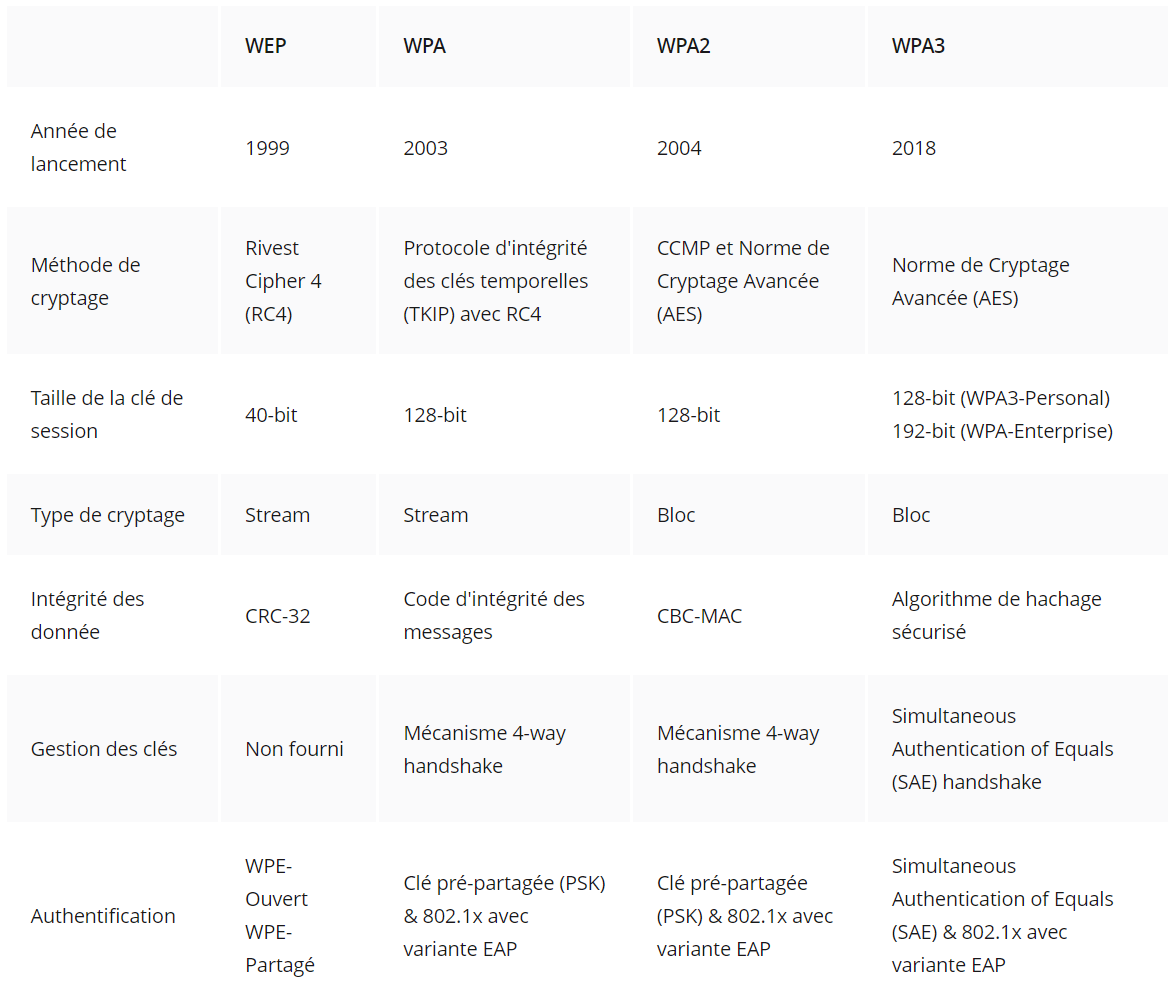 WEP WPA WPA2 WPA3
Année de
lancement
1999
2003
2004
2018
Méthode de
cryptage
Rivest
Cipher 4
(RC4)
Protocole d'intégrité
des clés temporelles
(TKIP) avec RC4
CCMP et Norme de
Cryptage Avancée
(AES)
Norme de Cryptage
Avancée (AES)
Taille de la clé de
session
40-bit
128-bit
128-bit
128-bit (WPA3-Personal)
192-bit (WPA-Enterprise)
Type de cryptage
Stream
Stream
Bloc
Bloc
Intégrité des
donnée
CRC-32
Code d'intégrité des
messages
CBC-MAC
Algorithme de hachage
sécurisé
Gestion des clés
Non fourni
Mécanisme 4-way
handshake
Mécanisme 4-way
handshake
Simultaneous
Authentication of Equals
(SAE) handshake
Authentification
WPE-
Ouvert
WPE-
Partagé
Clé pré-partagée (PSK)
& 802.1x avec
variante EAP
Clé pré-partagée
(PSK) & 802.1x avec
variante EAP
Simultaneous
Authentication of Equals
(SAE) & 802.1x avec
variante EAP